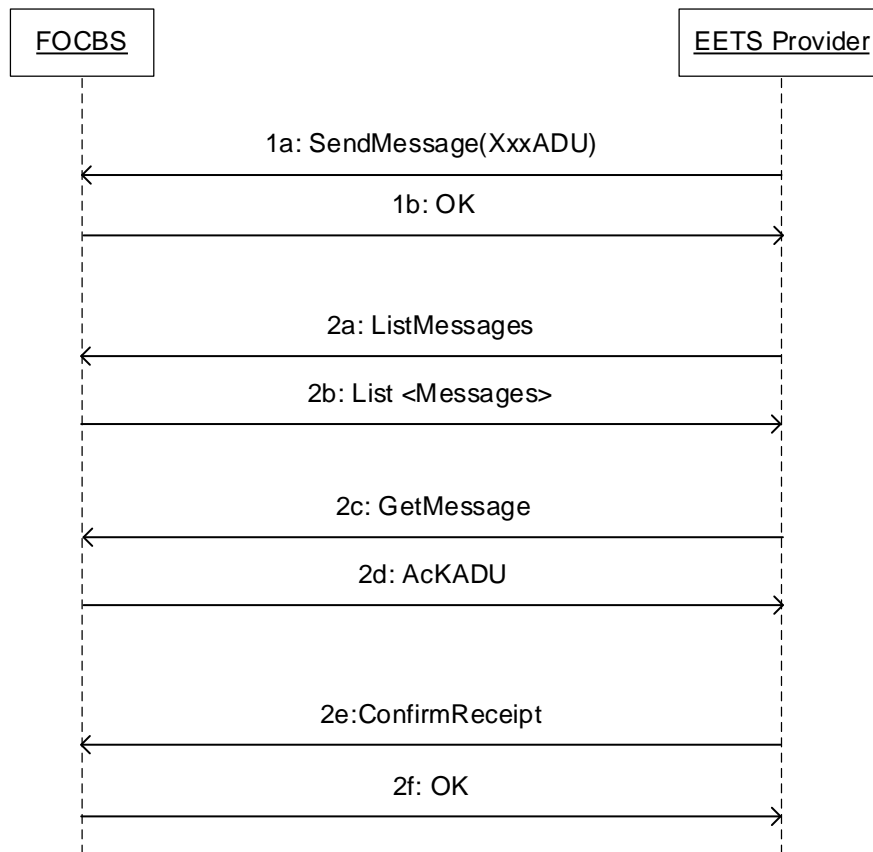 FOCBS
EETS Provider
1a: SendMessage(XxxADU)
1b: OK
2a: ListMessages
2b: List <Messages>
2c: GetMessage
2d: AcKADU
2e:ConfirmReceipt
2f: OK